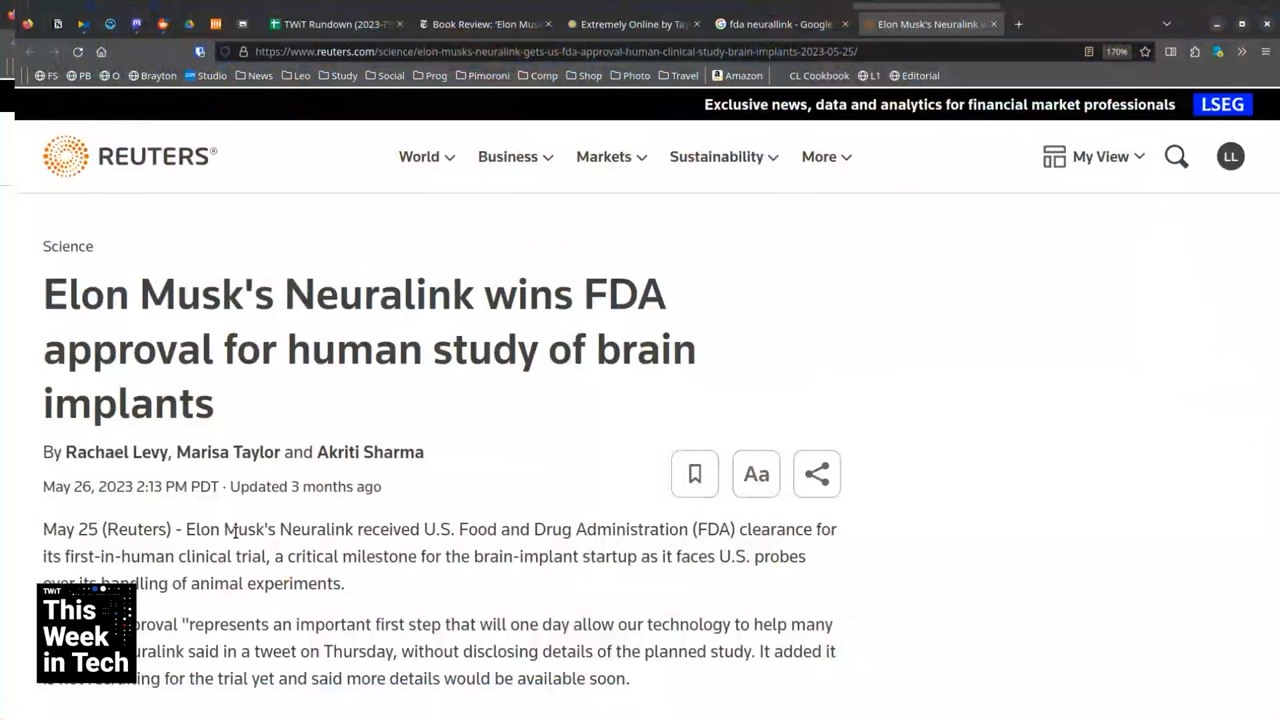 TWiT Rundown (2023-?
Book Review: 'Elon Mus
Extremely Online by Tay
fda neurallink - Google
Elon Musk's Neuralink w
https://www.reuters.com/science/elon-musks-neuralink-gets-us-fda-approval-human-clinical-study-brain-implants-2023-05-25/
170%
FS PB O Brayton Studio News Leo Study Social Prog Pimoroni Comp Shop Photo Travel Amazon CL Cookbook L1 Editorial
Exclusive news, data and analytics for financial market professionals LSEG
REUTERS®
World Business Markets Sustainability More
My View
LL
Science
Elon Musk's Neuralink wins FDA
approval for human study of brain
implants
By Rachael Levy, Marisa Taylor and Akriti Sharma
May 26, 2023 2:13 PM PDT · Updated 3 months ago
Aa
May 25 (Reuters) - Elon Musk's Neuralink received U.S. Food and Drug Administration (FDA) clearance for
its first-in-human clinical trial, a critical milestone for the brain-implant startup as it faces U.S. probes
over its handling of animal experiments.
proval "represents an important first step that will one day allow our technology to help many
uralink said in a tweet on Thursday, without disclosing details of the planned study. It added it
is not recruiting for the trial yet and said more details would be available soon.
TWiT
This
Week
in Tech